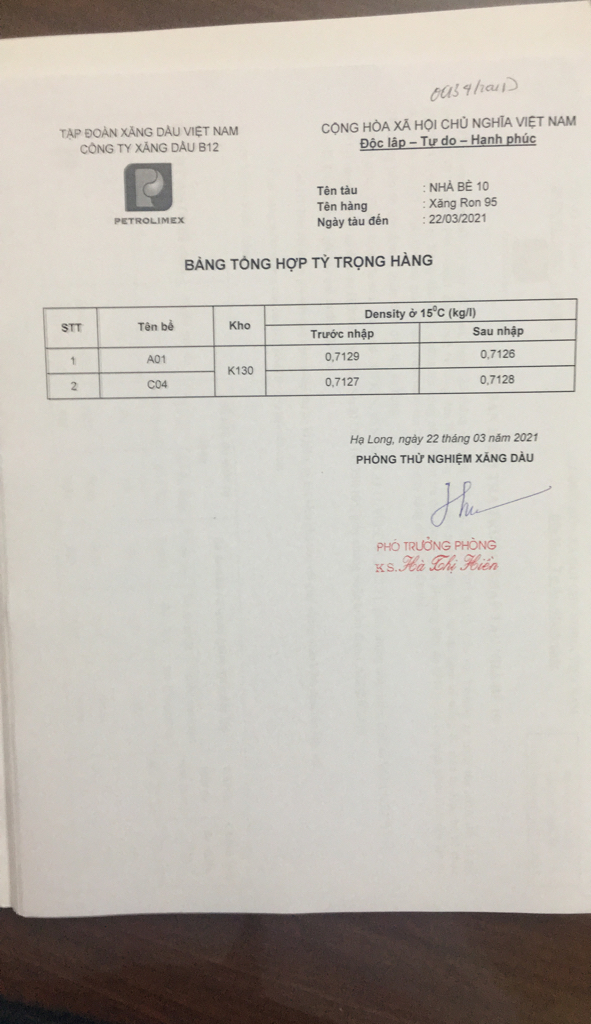 TẬP ĐOÀN XĂNG DẦU VIỆT NAM
CÔNG TY XĂNG DẦU B12
PETROLIMEX
CỘNG HÒA XÃ HỘI CHỦ NGHĨA VIỆT NAM
Độc lập – Tự do – Hạnh phúc
Tên tàu : NHÀ BÈ 10
Tên hàng : Xăng Ron 95
Ngày tàu đến : 22/03/2021
BẢNG TỔNG HỢP TỶ TRỌNG HÀNG
STT Tên bể Kho Density ở 15⁰C (kg/l)
Trước nhập Sau nhập
1 A01 K130 0,7129 0,7126
2 C04 0,7127 0,7128
Hạ Long, ngày 22 tháng 03 năm 2021
PHÒNG THỬ NGHIỆM XĂNG DẦU
PHÓ TRƯỞNG PHÒNG
KS. Hà Thị Hiên